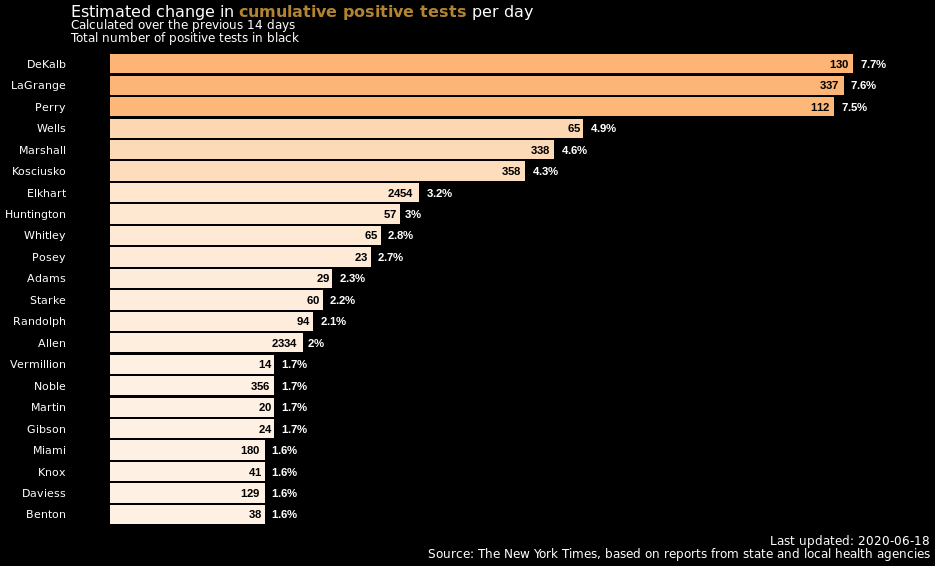 Estimated change in cumulative positive tests per day
Calculated over the previous 14 days
Total number of positive tests in black
DeKalb 130 7.7%
LaGrange 337 7.6%
Perry 112 7.5%
Wells 65 4.9%
Marshall 338 4.6%
Kosciusko 358 4.3%
Elkhart 2454 3.2%
Huntington 57 3%
Whitley 65 2.8%
Posey 23 2.7%
Adams 29 2.3%
Starke 60 2.2%
Randolph 94 2.1%
Allen 2334 2%
Vermillion 14 1.7%
Noble 356 1.7%
Martin 20 1.7%
Gibson 24 1.7%
Miami 180 1.6%
Knox 41 1.6%
Daviess 129 1.6%
Benton 38 1.6%
Last updated: 2020-06-18
Source: The New York Times, based on reports from state and local health agencies